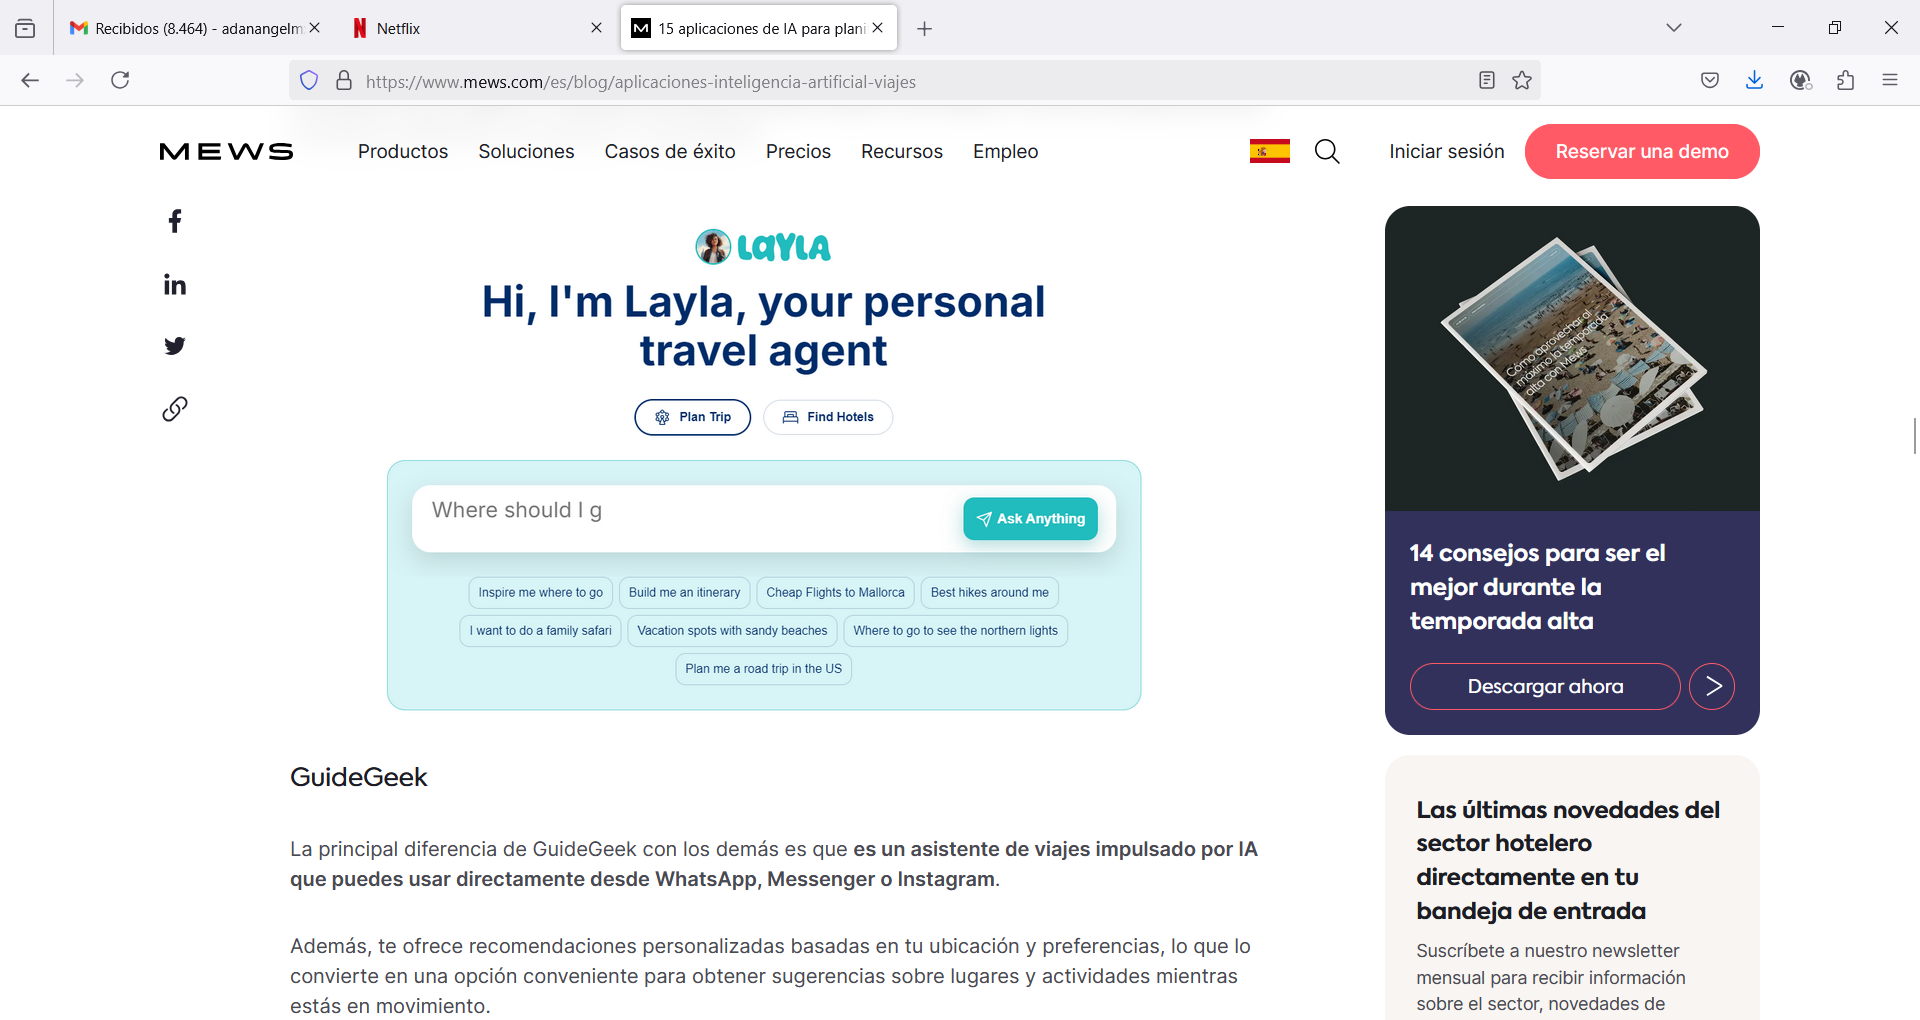 Recibidos (8.464) - adanangelm
Netflix
15 aplicaciones de IA para plani
https://www.mews.com/es/blog/aplicaciones-inteligencia-artificial-viajes
MEWS
Productos
Soluciones
Casos de éxito
Precios
Recursos
Empleo
Iniciar sesión
Reservar una demo
LAYLA
Hi, I'm Layla, your personal
travel agent
Plan Trip
Find Hotels
Where should I g
Ask Anything
Inspire me where to go
Build me an itinerary
Cheap Flights to Mallorca
Best hikes around me
I want to do a family safari
Vacation spots with sandy beaches
Where to go to see the northern lights
Plan me a road trip in the US
GuideGeek
La principal diferencia de GuideGeek con los demás es que es un asistente de viajes impulsado por IA
que puedes usar directamente desde WhatsApp, Messenger o Instagram.
Además, te ofrece recomendaciones personalizadas basadas en tu ubicación y preferencias, lo que lo
convierte en una opción conveniente para obtener sugerencias sobre lugares y actividades mientras
estás en movimiento.
Cómo aprovechar al
máximo la temporada
alta con Mews
14 consejos para ser el
mejor durante la
temporada alta
Descargar ahora
Las últimas novedades del
sector hotelero
directamente en tu
bandeja de entrada
Suscríbete a nuestro newsletter
mensual para recibir información
sobre el sector, novedades de